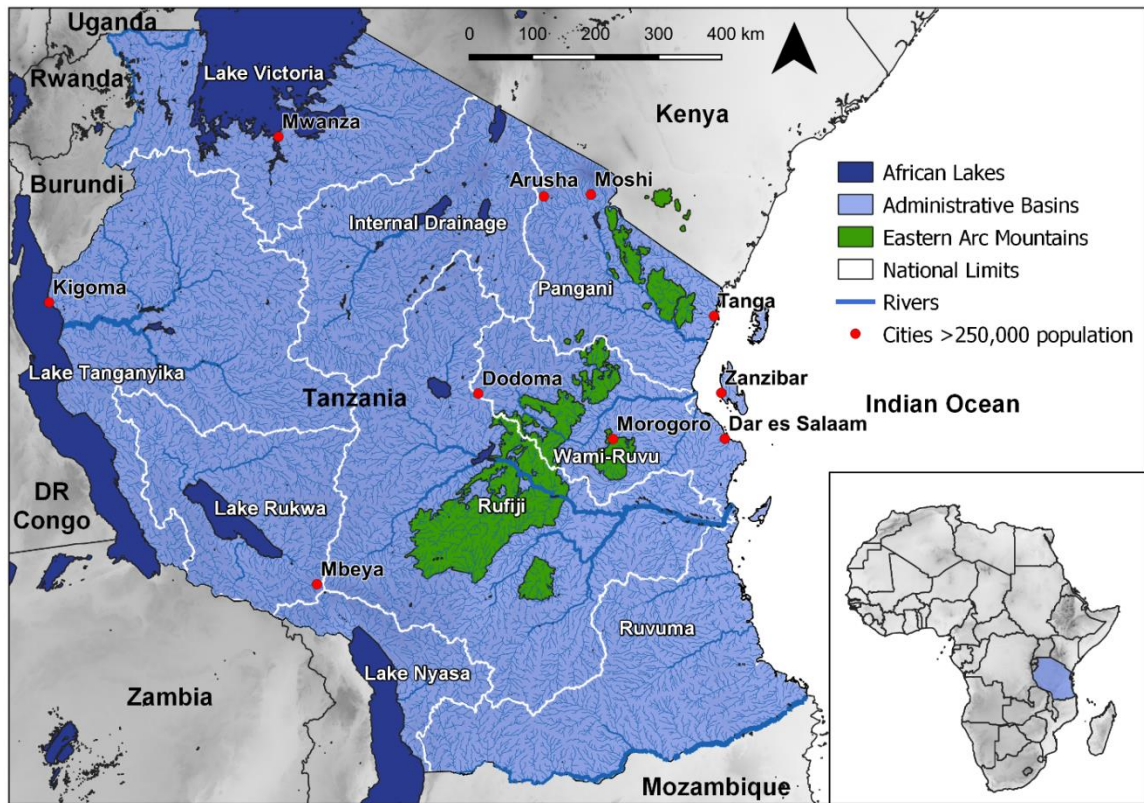 Uganda
0 100 200 300 400 km
Rwanda
Lake Victoria
Kenya
Mwanza
Burundi
Arusha
Moshi
Internal Drainage
African Lakes
Administrative Basins
Eastern Arc Mountains
National Limits
Rivers
Cities >250,000 population
Kigoma
Pangani
Tanga
Lake Tanganyika
Tanzania
Dodoma
Zanzibar
Indian Ocean
Morogoro
Dar es Salaam
Wami-Ruvu
DR
Congo
Lake Rukwa
Rufiji
Mbeya
Ruvuma
Lake Nyasa
Zambia
Mozambique